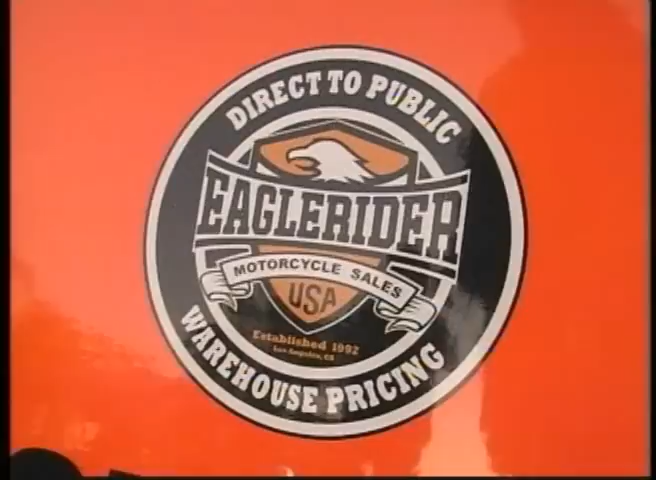 DIRECT TO PUBLIC
EAGLERIDER
MOTORCYCLE SALES
USA
Established 1992
Los Angeles, CA
WAREHOUSE PRICING